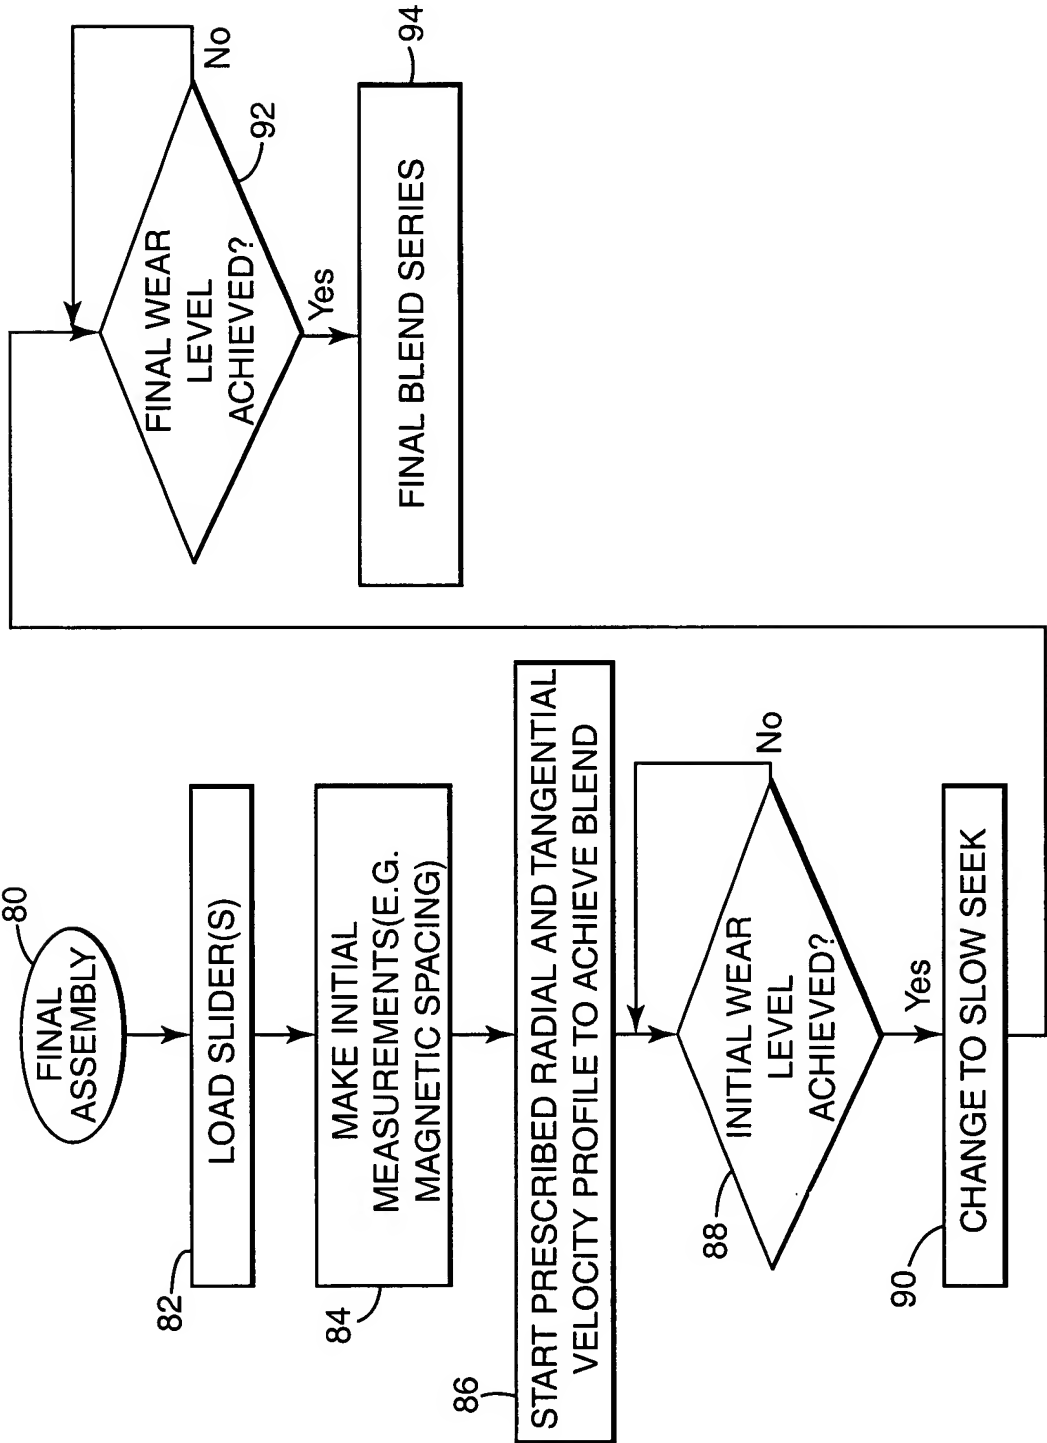 80
FINAL
ASSEMBLY
82
LOAD SLIDER(S)
84
MAKE INITIAL
MEASUREMENTS(E.G.
MAGNETIC SPACING)
86
START PRESCRIBED RADIAL AND TANGENTIAL
VELOCITY PROFILE TO ACHIEVE BLEND
88
INITIAL WEAR
LEVEL
ACHIEVED?
No
Yes
90
CHANGE TO SLOW SEEK
FINAL WEAR
LEVEL
ACHIEVED?
92
No
Yes
94
FINAL BLEND SERIES